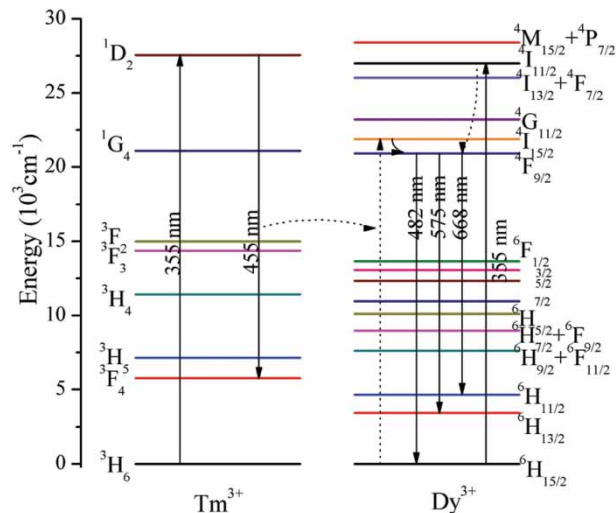 Energy (10³ cm⁻¹)
30
25
20
15
10
5
0
¹D₂
¹G₄
³F₂
³F₃
³H₄
³H₅
³F₄
³H₆
355 nm
455 nm
Tm³⁺
⁴M₁₅/₂+⁴P₇/₂
⁴I₁₁/₂
⁴I₁₃/₂+⁴F₇/₂
⁴G₁₁/₂
⁴I₁₅/₂
⁴F₉/₂
482 nm
575 nm
668 nm
355 nm
⁶F₁/₂
₃/₂
₅/₂
₇/₂
⁶H₅/₂
⁶H₇/₂+⁶F₉/₂
⁶H₉/₂+⁶F₁₁/₂
⁶H₁₁/₂
⁶H₁₃/₂
⁶H₁₅/₂
Dy³⁺